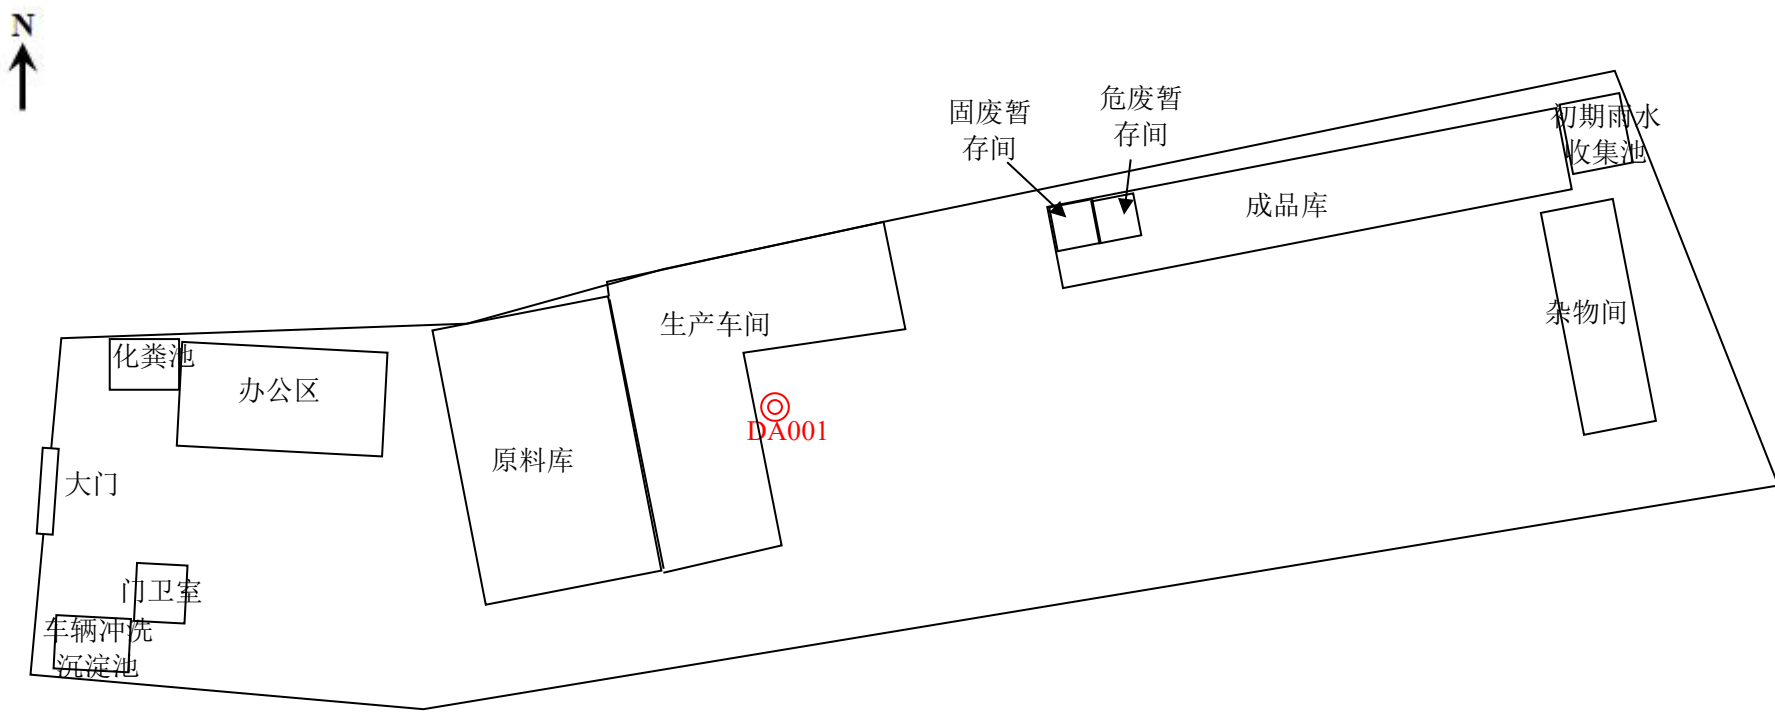 N
固废暂
存间
危废暂
存间
初期雨水
收集池
成品库
杂物间
生产车间
化粪池
办公区
DA001
原料库
大门
门卫室
车辆冲洗
沉淀池